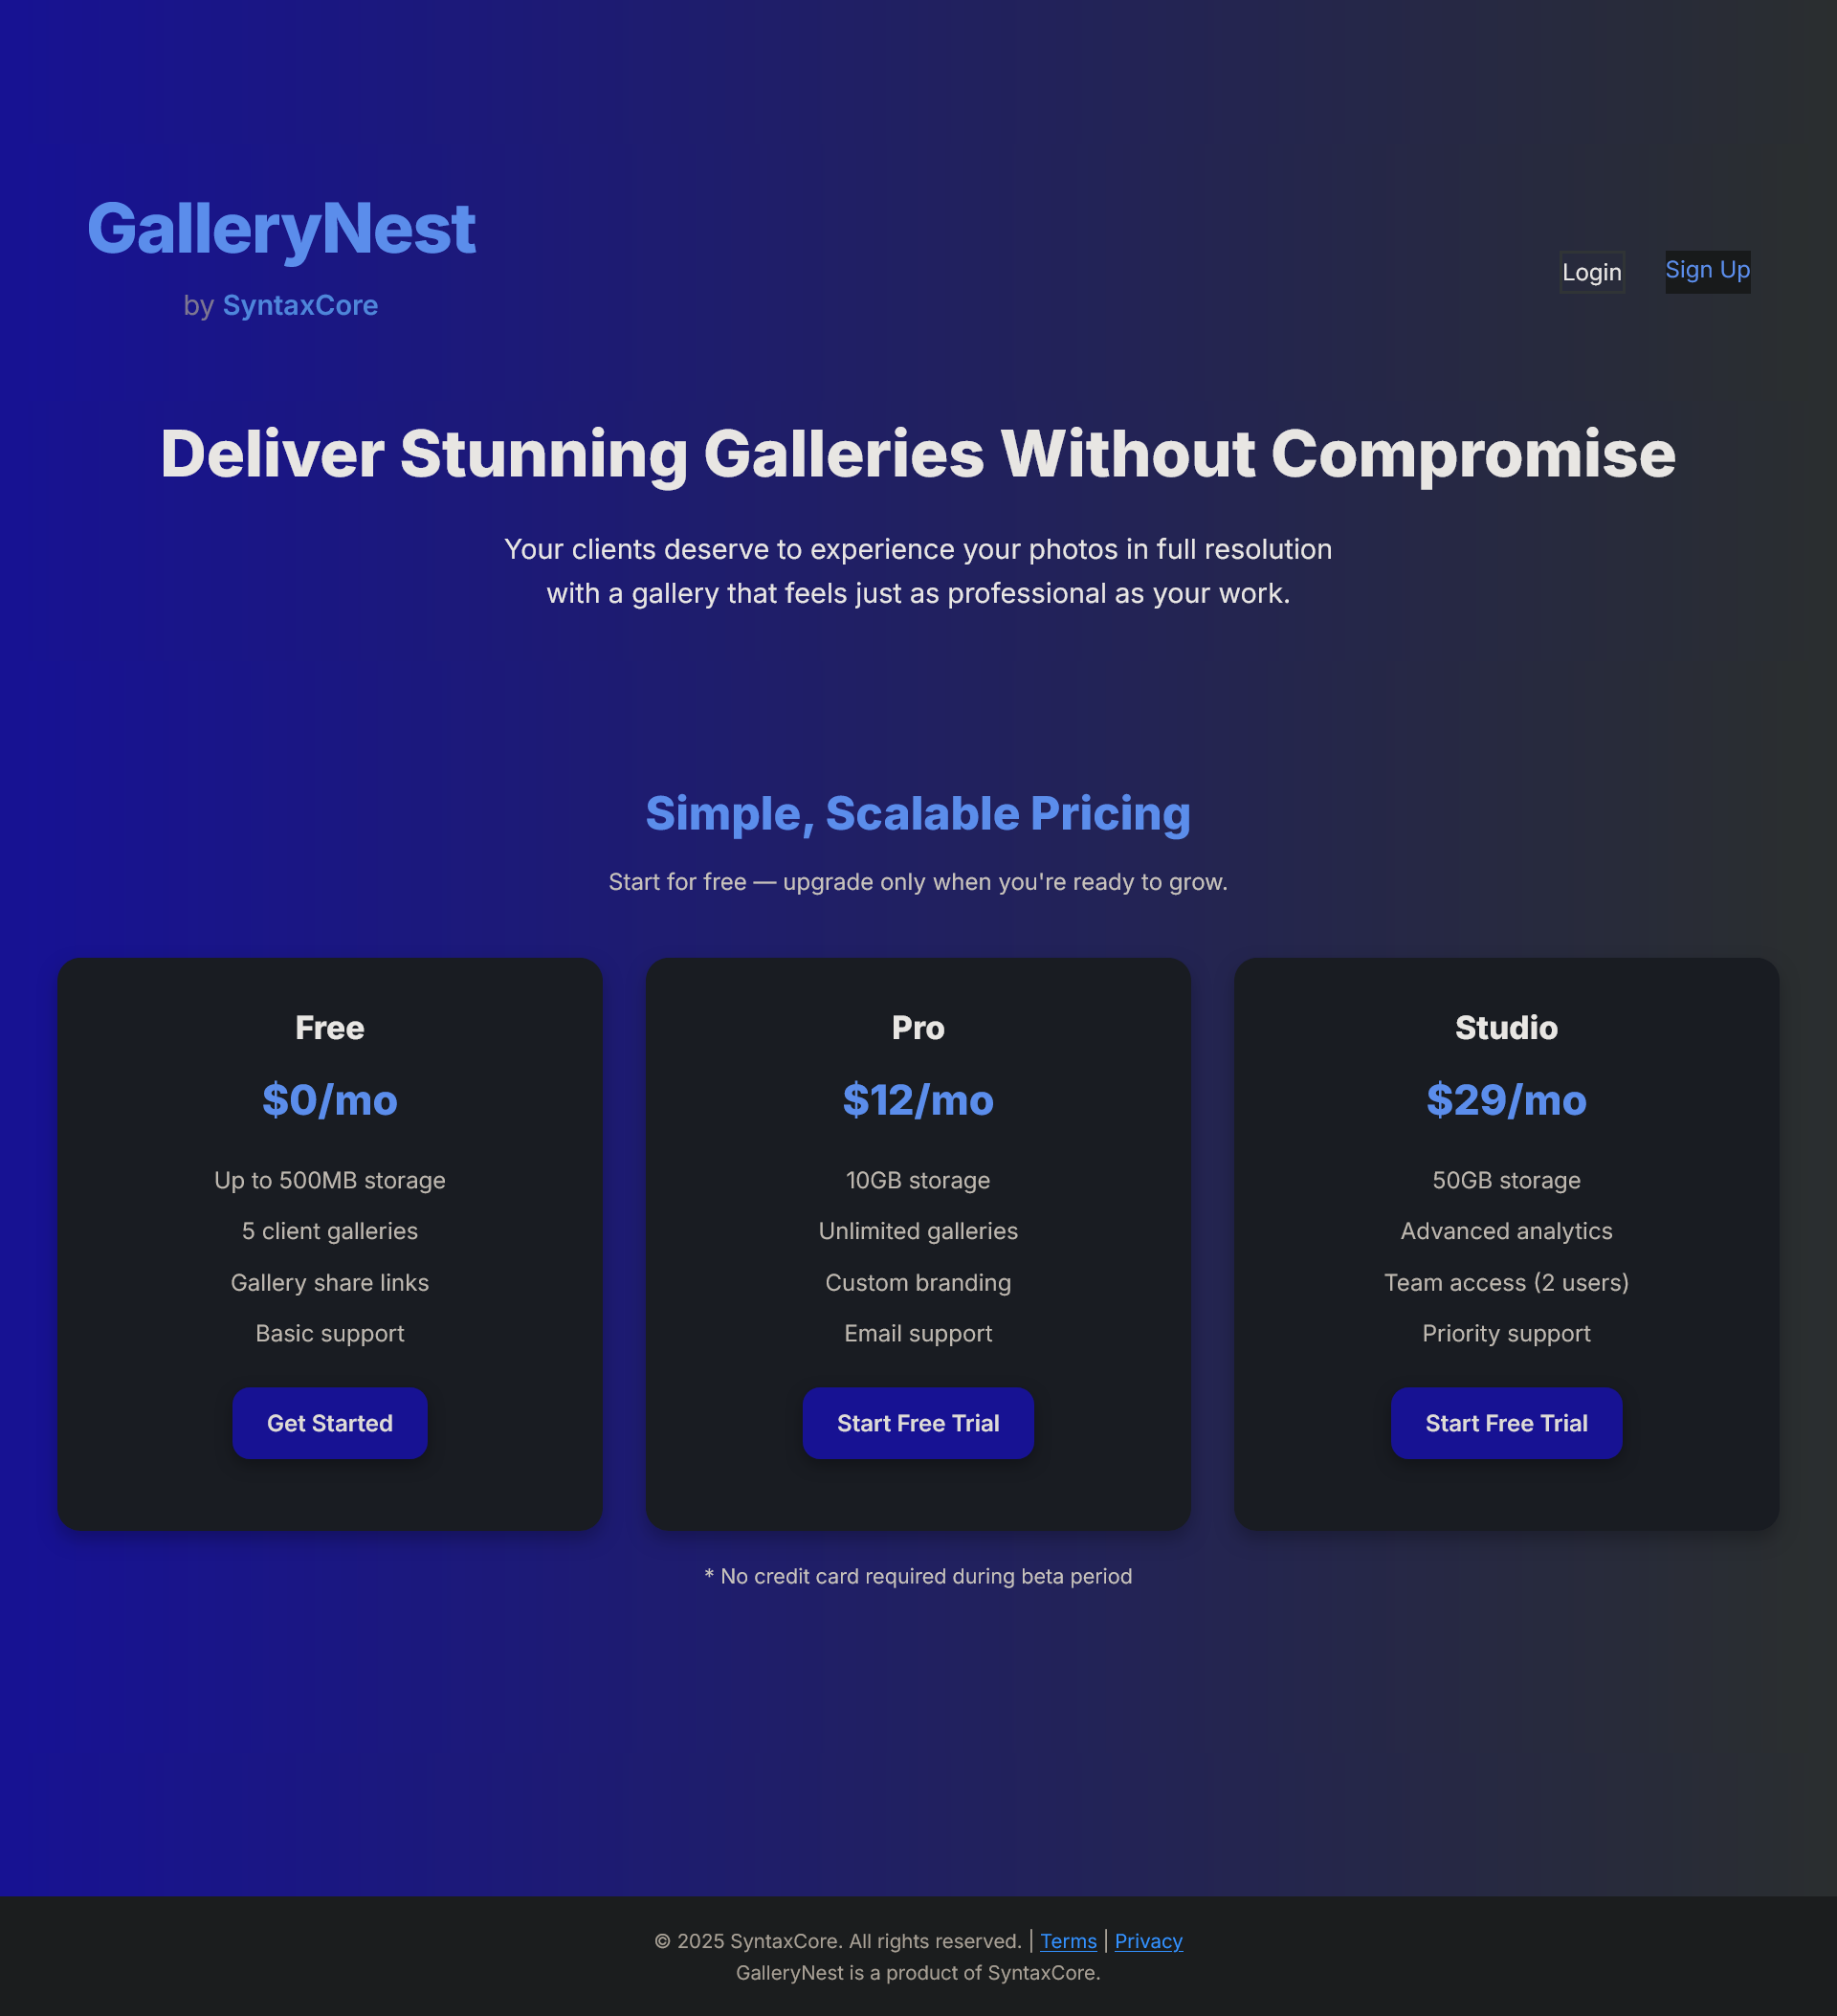 GalleryNest
by SyntaxCore
Login
Sign Up
Deliver Stunning Galleries Without Compromise
Your clients deserve to experience your photos in full resolution
with a gallery that feels just as professional as your work.
Simple, Scalable Pricing
Start for free — upgrade only when you're ready to grow.
Free
$0/mo
Up to 500MB storage
5 client galleries
Gallery share links
Basic support
Get Started
Pro
$12/mo
10GB storage
Unlimited galleries
Custom branding
Email support
Start Free Trial
Studio
$29/mo
50GB storage
Advanced analytics
Team access (2 users)
Priority support
Start Free Trial
* No credit card required during beta period
© 2025 SyntaxCore. All rights reserved. | Terms | Privacy
GalleryNest is a product of SyntaxCore.